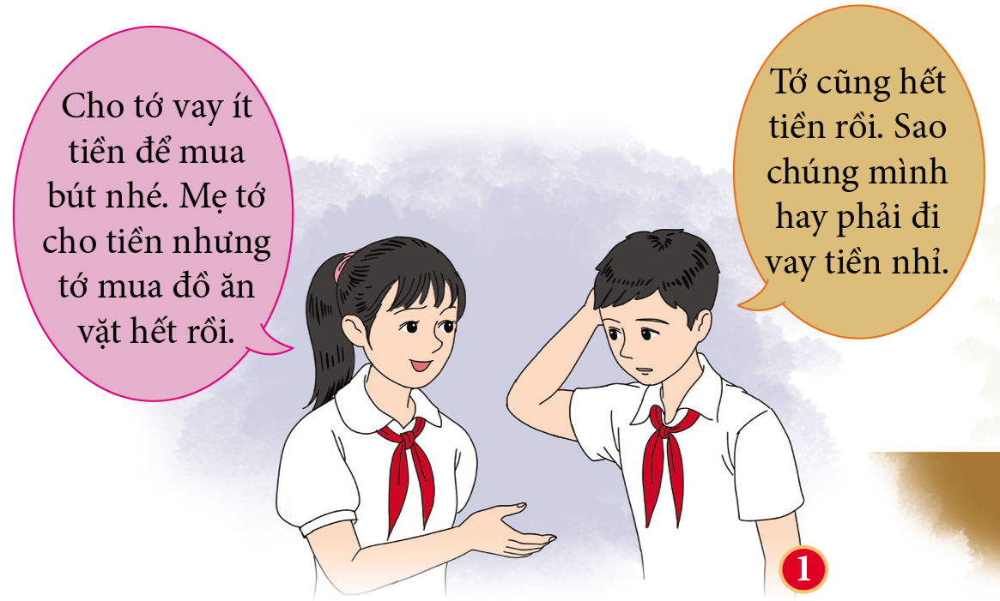 Cho tớ vay ít
tiền để mua
bút nhé. Mẹ tớ
cho tiền nhưng
tớ mua đồ ăn
vặt hết rồi.
Tớ cũng hết
tiền rồi. Sao
chúng mình
hay phải đi
vay tiền nhỉ.
1